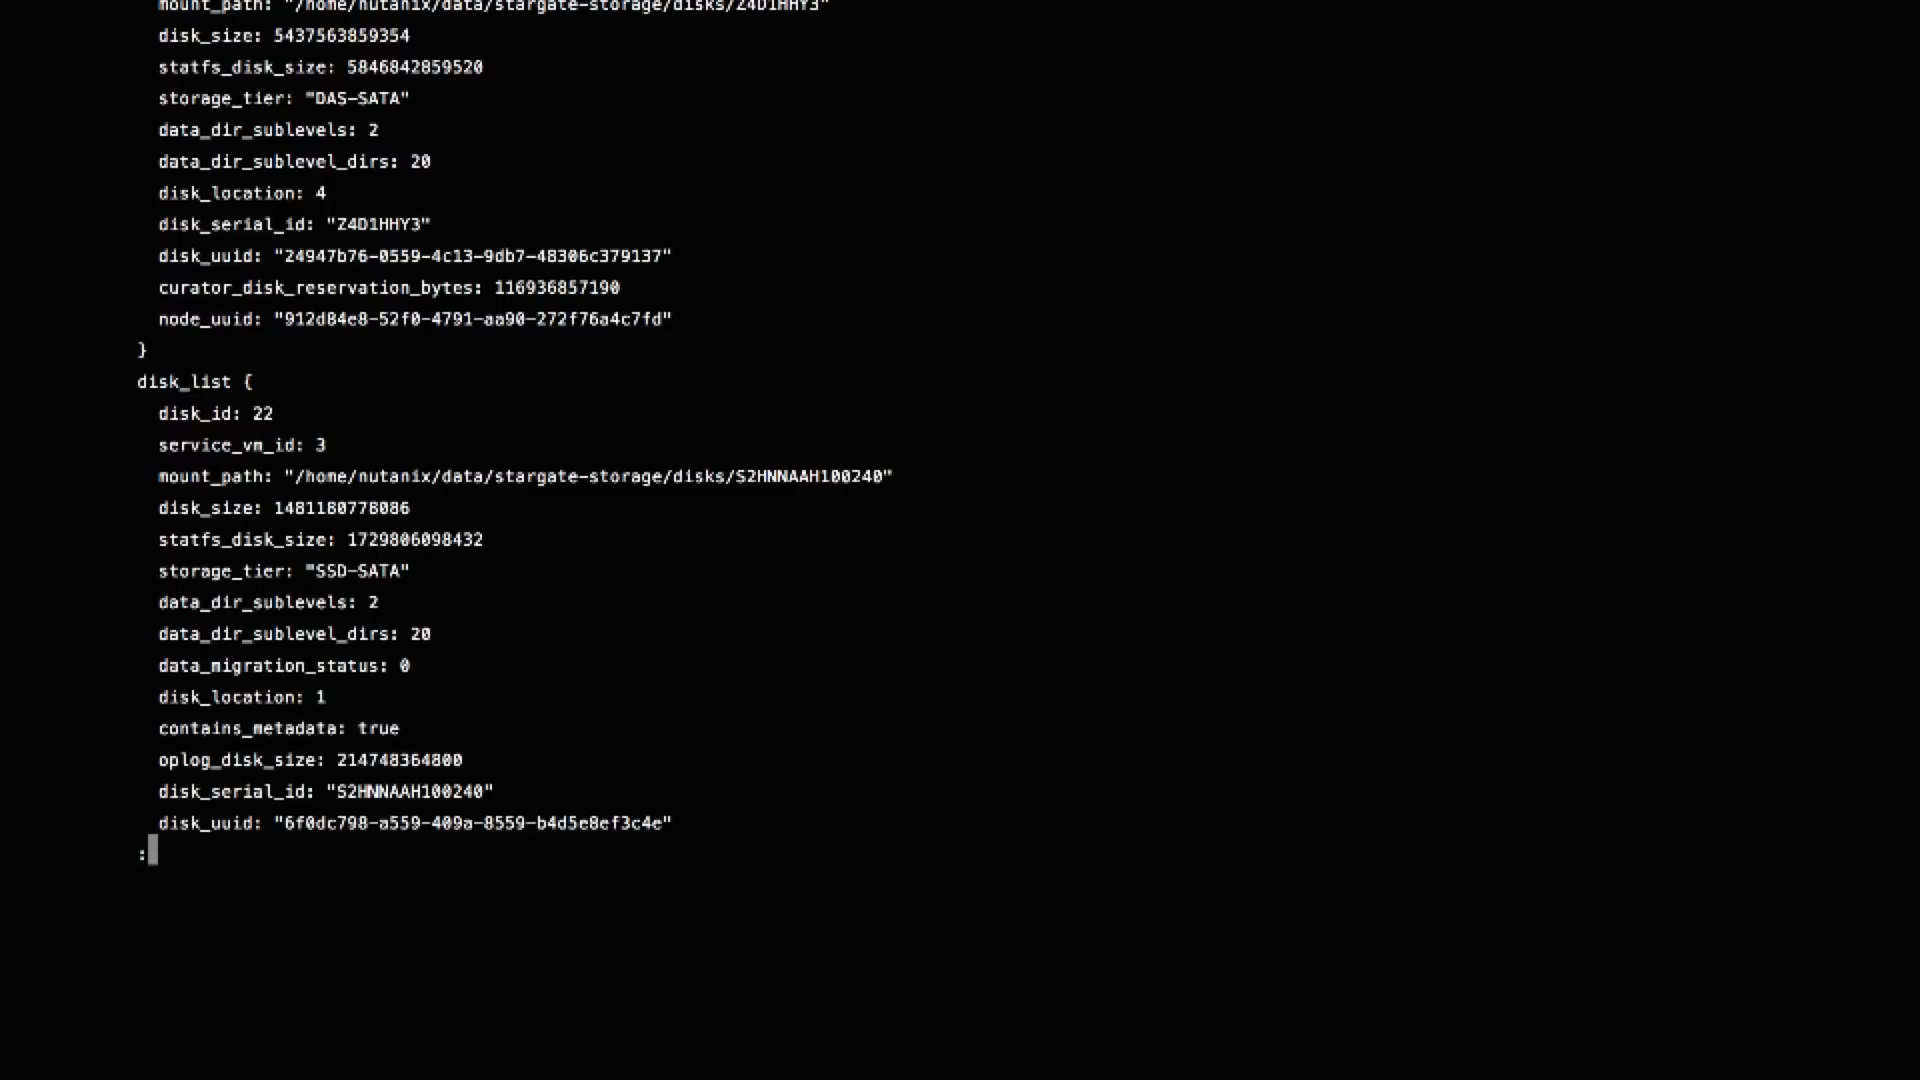 mount_path: "/home/nutanix/data/stargate-storage/disks/Z4D1HHY3"
disk_size: 5437563859354
statfs_disk_size: 5846842859520
storage_tier: "DAS-SATA"
data_dir_sublevels: 2
data_dir_sublevel_dirs: 20
disk_location: 4
disk_serial_id: "Z4D1HHY3"
disk_uuid: "24947b76-0559-4c13-9db7-48306c379137"
curator_disk_reservation_bytes: 116936857190
node_uuid: "912d84e8-52f0-4791-aa90-272f76a4c7fd"
}
disk_list {
disk_id: 22
service_vm_id: 3
mount_path: "/home/nutanix/data/stargate-storage/disks/S2HNNAAH100240"
disk_size: 1481180778086
statfs_disk_size: 1729806098432
storage_tier: "SSD-SATA"
data_dir_sublevels: 2
data_dir_sublevel_dirs: 20
data_migration_status: 0
disk_location: 1
contains_metadata: true
oplog_disk_size: 214748364800
disk_serial_id: "S2HNNAAH100240"
disk_uuid: "6f0dc798-a559-409a-8559-b4d5e8ef3c4e"
: